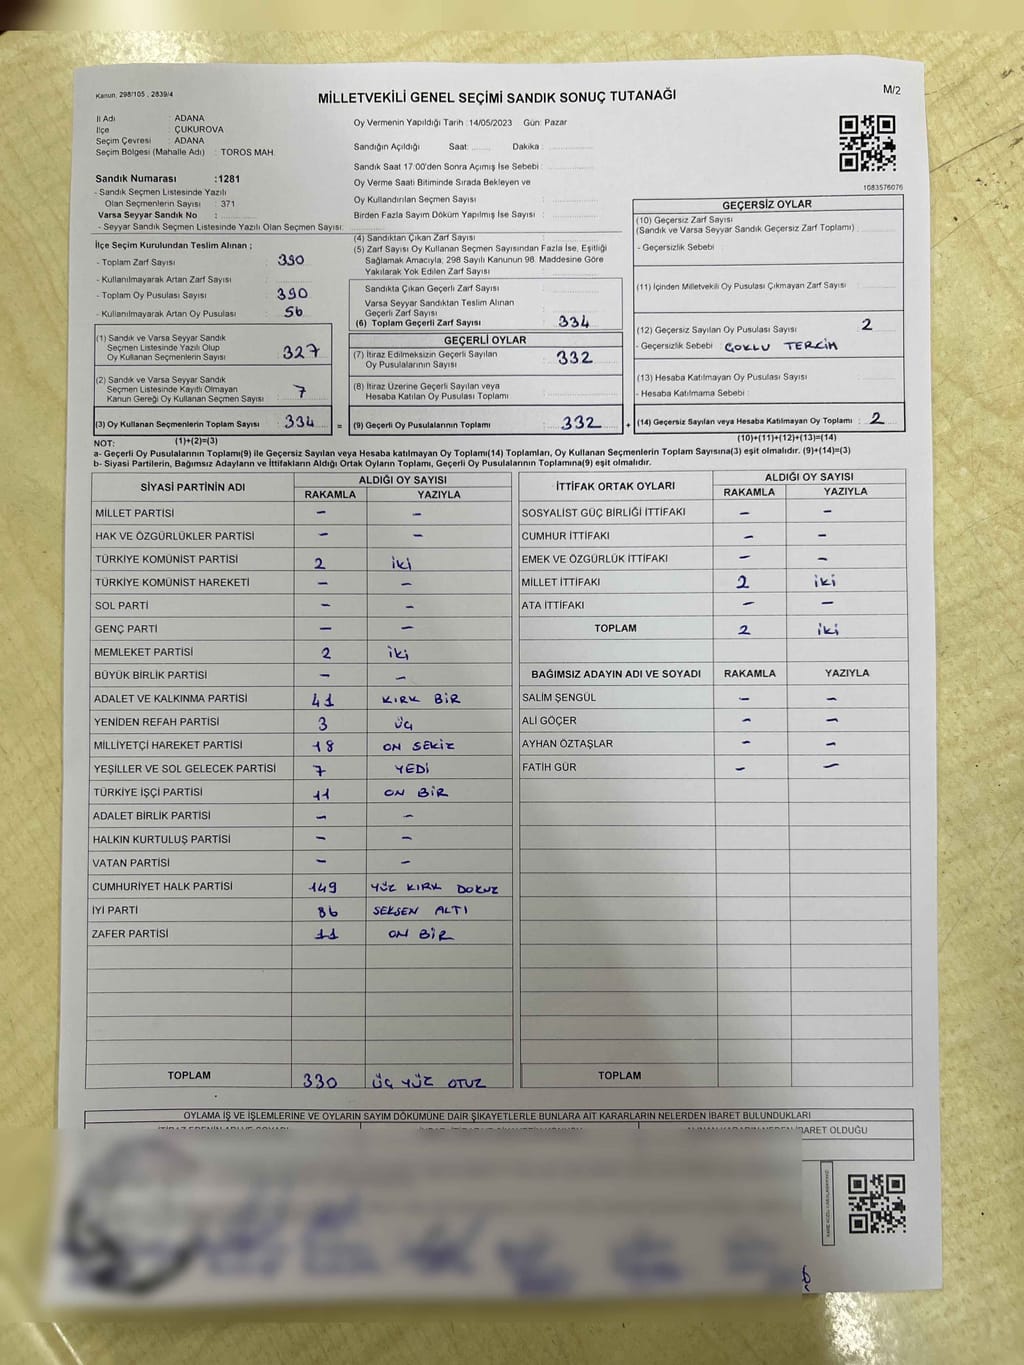 Kanun. 298/105 , 2839/4
MİLLETVEKİLİ GENEL SEÇİMİ SANDIK SONUÇ TUTANAĞI
M/2
İl Adı : ADANA
İlçe : ÇUKUROVA
Seçim Çevresi : ADANA
Seçim Bölgesi (Mahalle Adı) : TOROS MAH.
Sandık Numarası :1281
- Sandık Seçmen Listesinde Yazılı
Olan Seçmenlerin Sayısı : 371
Varsa Seyyar Sandık No :
- Seyyar Sandık Seçmen Listesinde Yazılı Olan Seçmen Sayısı:
İlçe Seçim Kurulundan Teslim Alınan ;
- Toplam Zarf Sayısı : 390
- Kullanılmayarak Artan Zarf Sayısı :
- Toplam Oy Pusulası Sayısı : 390
- Kullanılmayarak Artan Oy Pusulası : 56
(1) Sandık ve Varsa Seyyar Sandık
Seçmen Listesinde Yazılı Olup
Oy Kullanan Seçmenlerin Sayısı : 327
(2) Sandık ve Varsa Seyyar Sandık
Seçmen Listesinde Kayıtlı Olmayan
Kanun Gereği Oy Kullanan Seçmen Sayısı : 7
(3) Oy Kullanan Seçmenlerin Toplam Sayısı : 334 =
Oy Vermenin Yapıldığı Tarih :14/05/2023 Gün: Pazar
Sandığın Açıldığı Saat: Dakika :
Sandık Saat 17:00'den Sonra Açımış İse Sebebi :
Oy Verme Saati Bitiminde Sırada Bekleyen ve
Oy Kullandırılan Seçmen Sayısı :
Birden Fazla Sayım Döküm Yapılmış İse Sayısı :
(4) Sandıktan Çıkan Zarf Sayısı :
(5) Zarf Sayısı Oy Kullanan Seçmen Sayısından Fazla İse, Eşitliği
Sağlamak Amacıyla, 298 Sayılı Kanunun 98. Maddesine Göre
Yakılarak Yok Edilen Zarf Sayısı :
Sandıkta Çıkan Geçerli Zarf Sayısı :
Varsa Seyyar Sandıktan Teslim Alınan
Geçerli Zarf Sayısı :
(6) Toplam Geçerli Zarf Sayısı : 334
GEÇERLİ OYLAR
(7) İtiraz Edilmeksizin Geçerli Sayılan
Oy Pusulalarının Sayısı : 332
(8) İtiraz Üzerine Geçerli Sayılan veya
Hesaba Katılan Oy Pusulası Toplamı :
(9) Geçerli Oy Pusulalarının Toplamı : 332 +
1083576076
GEÇERSİZ OYLAR
(10) Geçersiz Zarf Sayısı
(Sandık ve Varsa Seyyar Sandık Geçersiz Zarf Toplamı) :
- Geçersizlik Sebebi :
(11) İçinden Milletvekili Oy Pusulası Çıkmayan Zarf Sayısı :
(12) Geçersiz Sayılan Oy Pusulası Sayısı : 2
- Geçersizlik Sebebi : ÇOKLU TERCİH
(13) Hesaba Katılmayan Oy Pusulası Sayısı :
- Hesaba Katılmama Sebebi :
(14) Geçersiz Sayılan veya Hesaba Katılmayan Oy Toplamı : 2
NOT: (1)+(2)=(3) (10)+(11)+(12)+(13)=(14)
a- Geçerli Oy Pusulalarının Toplamı(9) ile Geçersiz Sayılan veya Hesaba katılmayan Oy Toplamı(14) Toplamları, Oy Kullanan Seçmenlerin Toplam Sayısına(3) eşit olmalıdır. (9)+(14)=(3)
b- Siyasi Partilerin, Bağımsız Adayların ve İttifakların Aldığı Ortak Oyların Toplamı, Geçerli Oy Pusulalarının Toplamına(9) eşit olmalıdır.
SİYASİ PARTİNİN ADI ALDIĞI OY SAYISI
RAKAMLA YAZIYLA
MİLLET PARTİSİ - -
HAK VE ÖZGÜRLÜKLER PARTİSİ - -
TÜRKİYE KOMÜNİST PARTİSİ 2 iki
TÜRKİYE KOMÜNİST HAREKETİ - -
SOL PARTİ - -
GENÇ PARTİ - -
MEMLEKET PARTİSİ 2 iki
BÜYÜK BİRLİK PARTİSİ - -
ADALET VE KALKINMA PARTİSİ 41 KIRK BİR
YENİDEN REFAH PARTİSİ 3 ÜÇ
MİLLİYETÇİ HAREKET PARTİSİ 18 ON SEKİZ
YEŞİLLER VE SOL GELECEK PARTİSİ 7 YEDİ
TÜRKİYE İŞÇİ PARTİSİ 11 ON BİR
ADALET BİRLİK PARTİSİ - -
HALKIN KURTULUŞ PARTİSİ - -
VATAN PARTİSİ - -
CUMHURİYET HALK PARTİSİ 149 YÜZ KIRK DOKUZ
İYİ PARTİ 86 SEKSEN ALTI
ZAFER PARTİSİ 11 ON BİR
TOPLAM 330 ÜÇ YÜZ OTUZ
İTTİFAK ORTAK OYLARI ALDIĞI OY SAYISI
RAKAMLA YAZIYLA
SOSYALİST GÜÇ BİRLİĞİ İTTİFAKI - -
CUMHUR İTTİFAKI - -
EMEK VE ÖZGÜRLÜK İTTİFAKI - -
MİLLET İTTİFAKI 2 iki
ATA İTTİFAKI - -
TOPLAM 2 iki
BAĞIMSIZ ADAYIN ADI VE SOYADI RAKAMLA YAZIYLA
SALİM ŞENGÜL - -
ALİ GÖÇER - -
AYHAN ÖZTAŞLAR - -
FATİH GÜR - -
TOPLAM
OYLAMA İŞ VE İŞLEMLERİNE VE OYLARIN SAYIM DÖKÜMÜNE DAİR ŞİKAYETLERLE BUNLARA AİT KARARLARIN NELERDEN İBARET BULUNDUKLARI
İBARET OLDUĞU